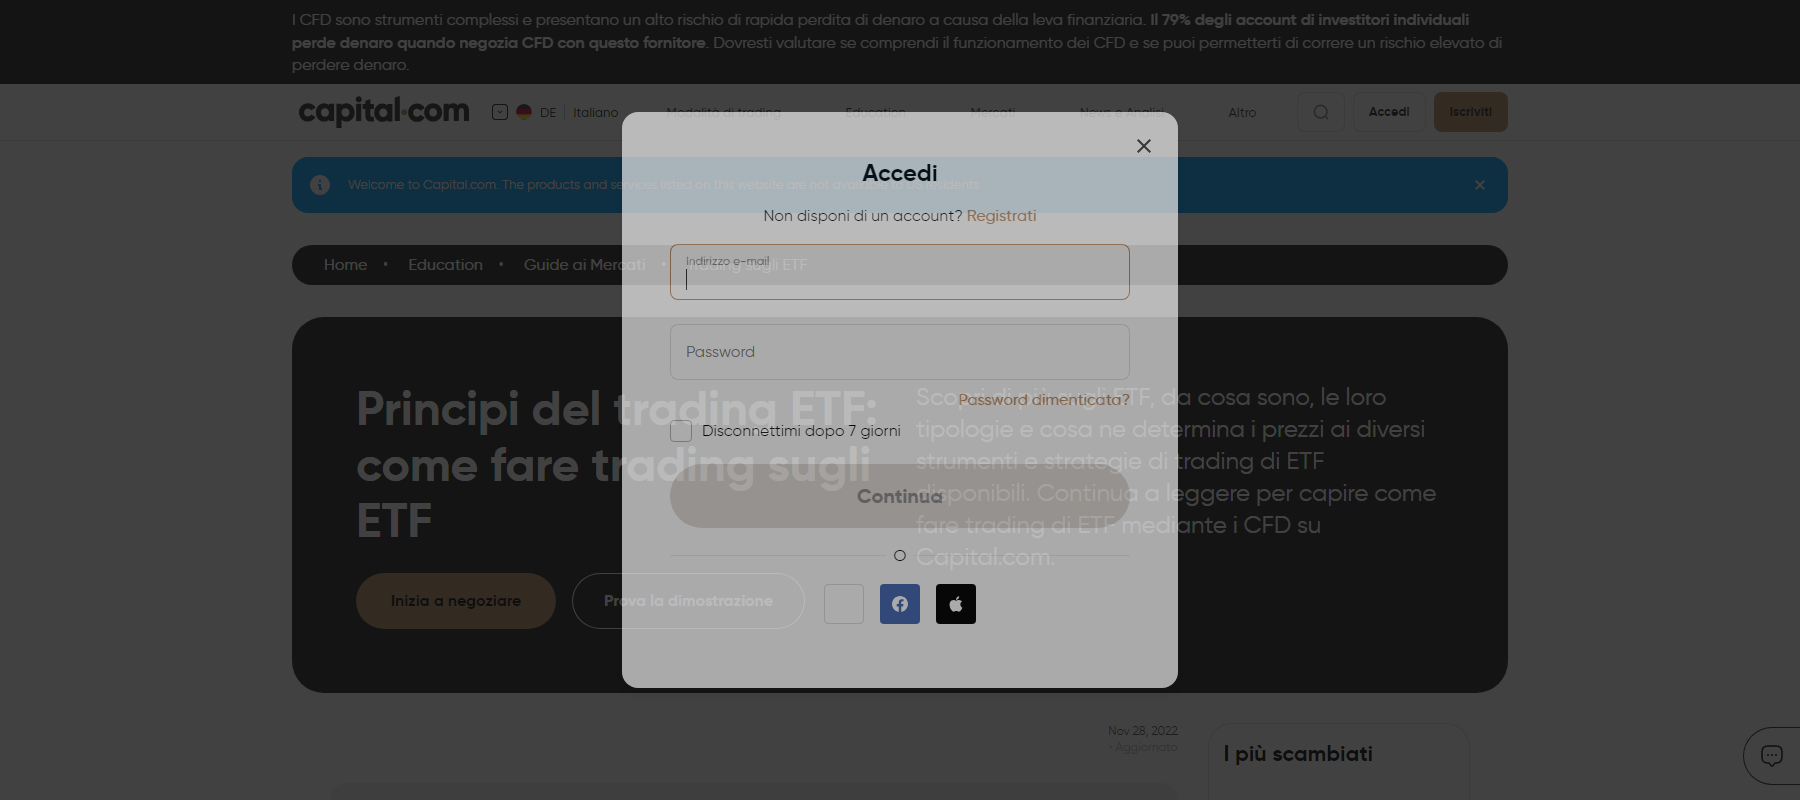 I CFD sono strumenti complessi e presentano un alto rischio di rapida perdita di denaro a causa della leva finanziaria. Il 79% degli account di investitori individuali
perde denaro quando negozia CFD con questo fornitore. Dovresti valutare se comprendi il funzionamento dei CFD e se puoi permetterti di correre un rischio elevato di
perdere denaro.
capital.com DE Italiano Modalità di trading Education Mercati News e Analisi Altro Accedi Iscriviti
Welcome to Capital.com. The products and services listed on this website are not available to US residents.
Accedi
Non disponi di un account? Registrati
Home • Education • Guide ai Mercati • Trading sugli ETF
Indirizzo e-mail
Password
Password dimenticata?
Disconnettimi dopo 7 giorni
Continua
O
Principi del trading ETF:
come fare trading sugli
ETF
Scopri di più sugli ETF, da cosa sono, le loro
tipologie e cosa ne determina i prezzi ai diversi
strumenti e strategie di trading di ETF
disponibili. Continua a leggere per capire come
fare trading di ETF mediante i CFD su
Capital.com.
Inizia a negoziare
Prova la dimostrazione
Nov 28, 2022
• Aggiornato
I più scambiati